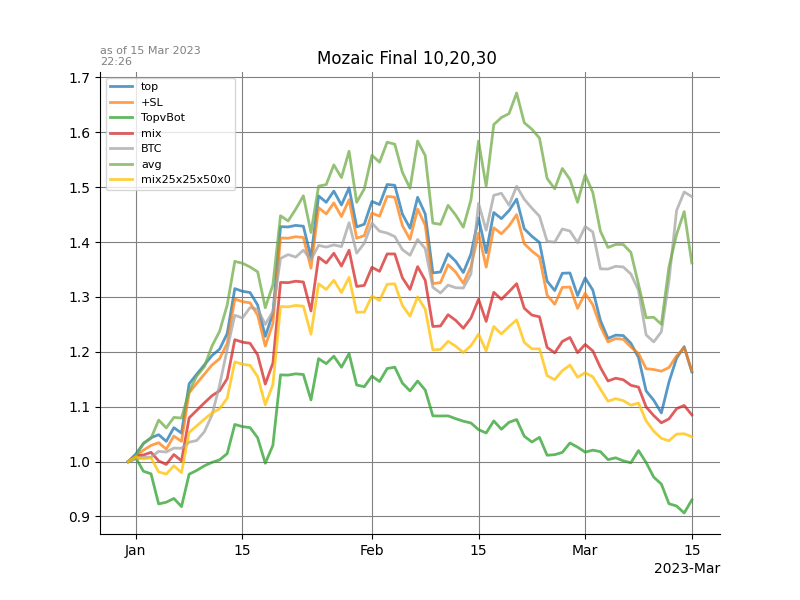 as of 15 Mar 2023
22:26
Mozaic Final 10,20,30
1.7
1.6
1.5
1.4
1.3
1.2
1.1
1.0
0.9
top
+SL
TopvBot
mix
BTC
avg
mix25x25x50x0
Jan
15
Feb
15
Mar
15
2023-Mar